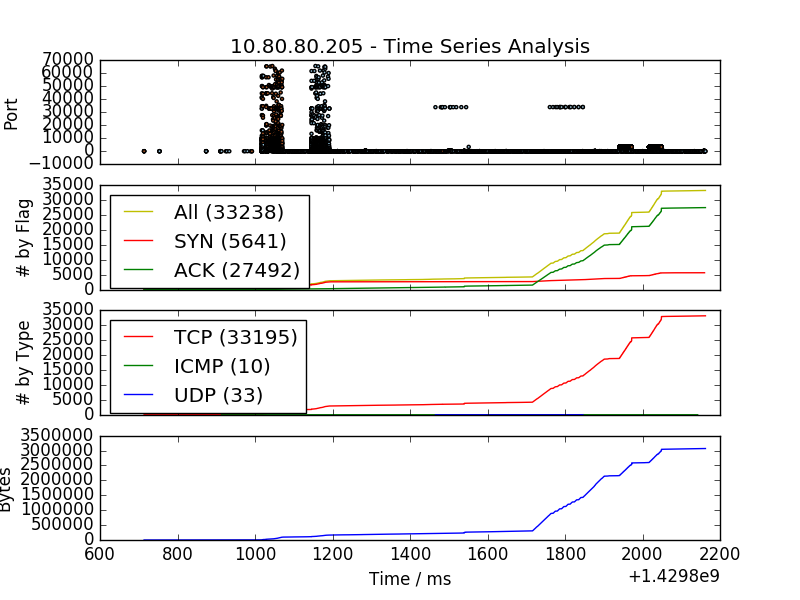 10.80.80.205 - Time Series Analysis
70000
60000
50000
40000
30000
20000
10000
0
−10000
Port
35000
30000
25000
20000
15000
10000
5000
0
# by Flag
All (33238)
SYN (5641)
ACK (27492)
35000
30000
25000
20000
15000
10000
5000
0
# by Type
TCP (33195)
ICMP (10)
UDP (33)
3500000
3000000
2500000
2000000
1500000
1000000
500000
0
Bytes
600 800 1000 1200 1400 1600 1800 2000 2200
Time / ms
+1.4298e9